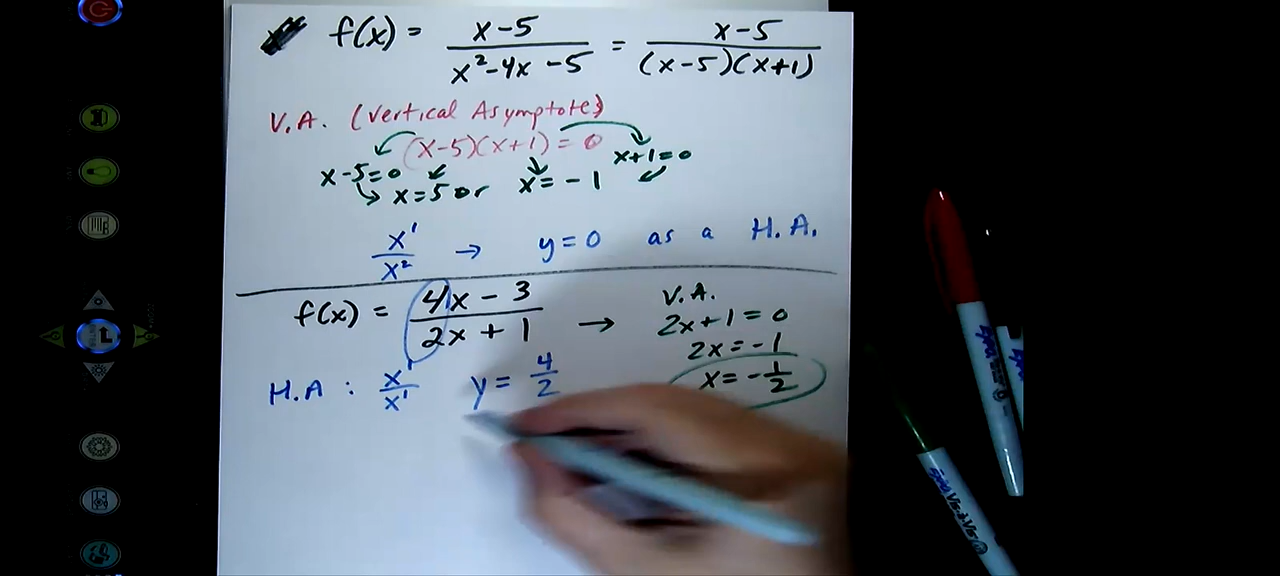 f(x) = x-5 / x²-4x-5 = x-5 / (x-5)(x+1)
V.A. (Vertical Asymptote)
(x-5)(x+1) = 0
x-5=0 x+1=0
x=5 or x=-1
x¹/x² → y=0 as a H.A.
f(x) = 4x - 3 / 2x + 1 →
V.A.
2x+1=0
2x=-1
x=-1/2
H.A : x¹/x¹ y= 4/2